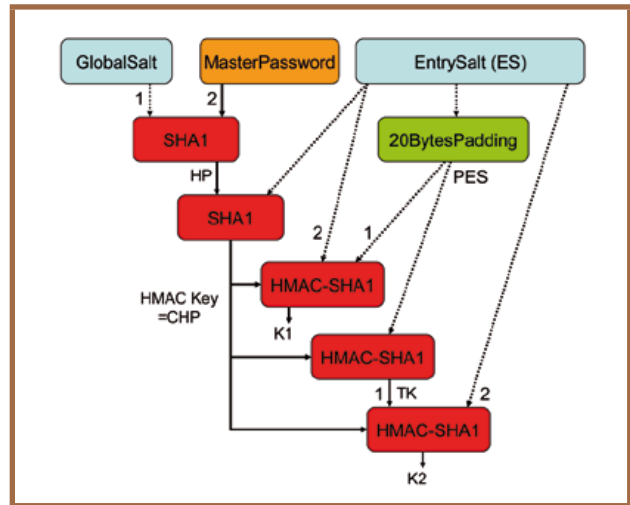 GlobalSalt
MasterPassword
EntrySalt (ES)
1
2
SHA1
20BytesPadding
HP
PES
SHA1
2
1
HMAC-SHA1
HMAC Key
=CHP
K1
HMAC-SHA1
1
TK
2
HMAC-SHA1
K2